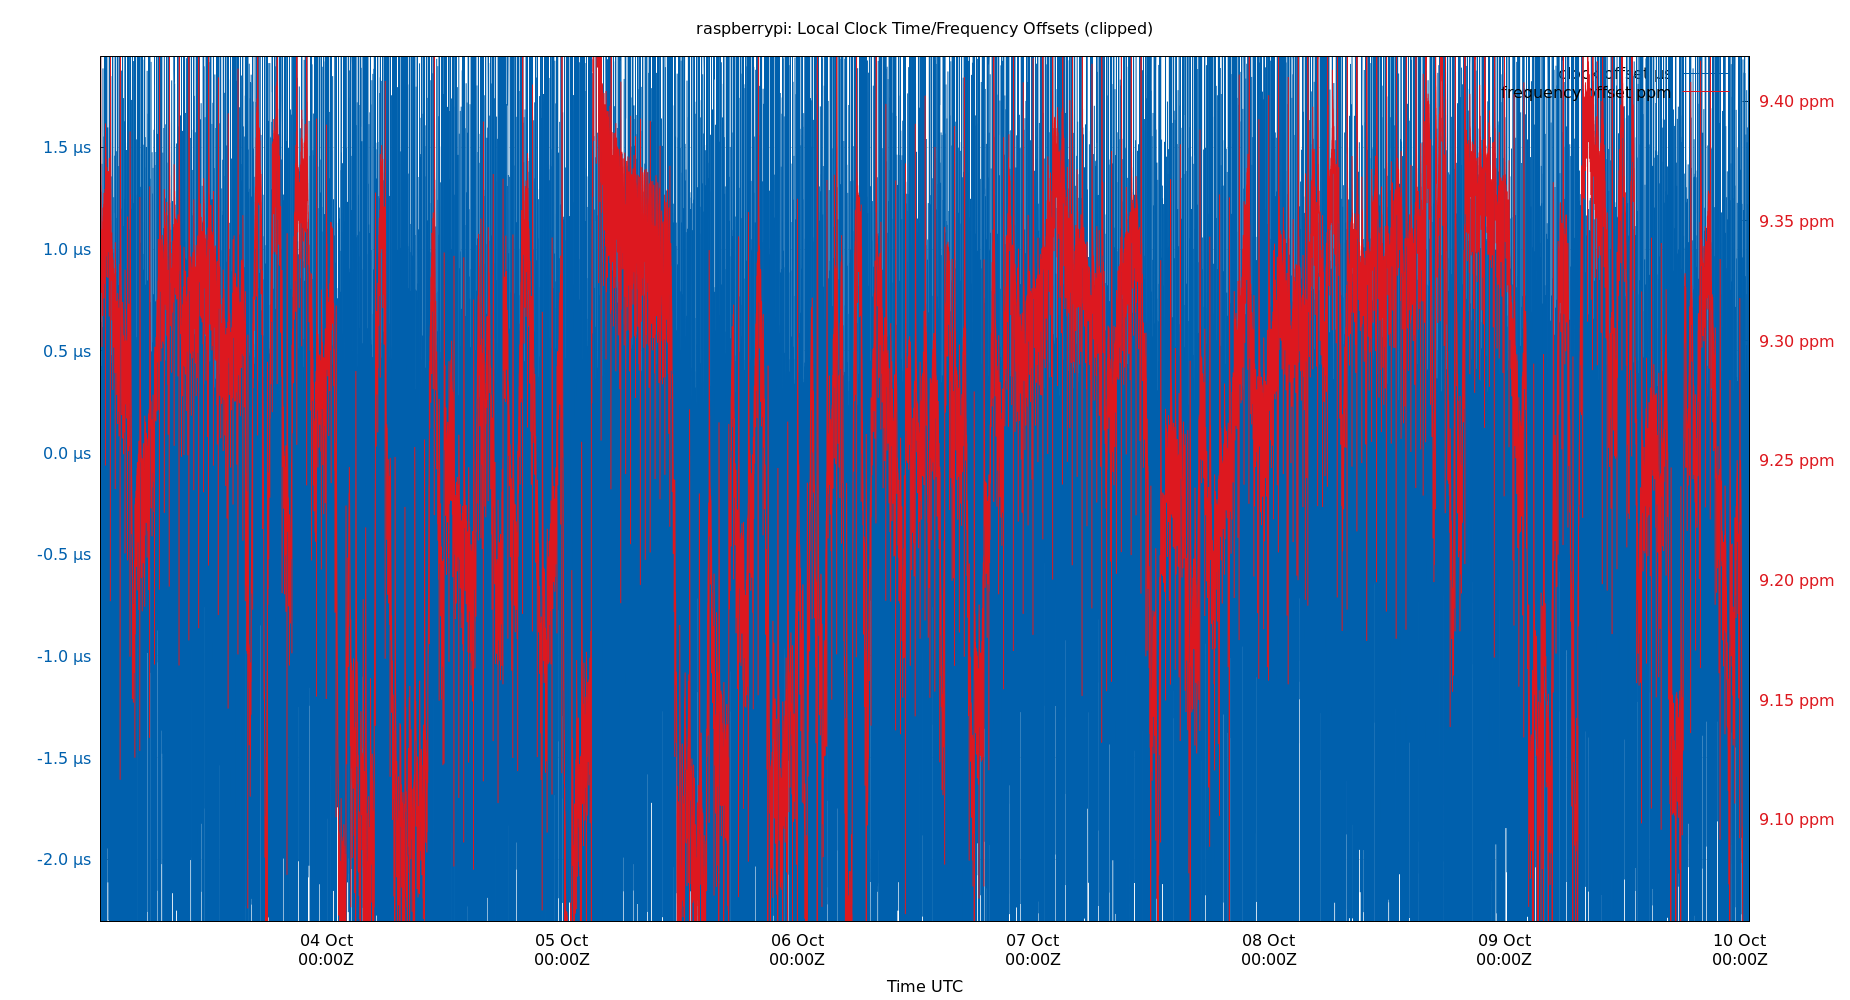 raspberrypi: Local Clock Time/Frequency Offsets (clipped)
clock offset µs
frequency offset ppm
1.5 µs
1.0 µs
0.5 µs
0.0 µs
-0.5 µs
-1.0 µs
-1.5 µs
-2.0 µs
9.40 ppm
9.35 ppm
9.30 ppm
9.25 ppm
9.20 ppm
9.15 ppm
9.10 ppm
04 Oct 05 Oct 06 Oct 07 Oct 08 Oct 09 Oct 10 Oct
00:00Z 00:00Z 00:00Z 00:00Z 00:00Z 00:00Z 00:00Z
Time UTC